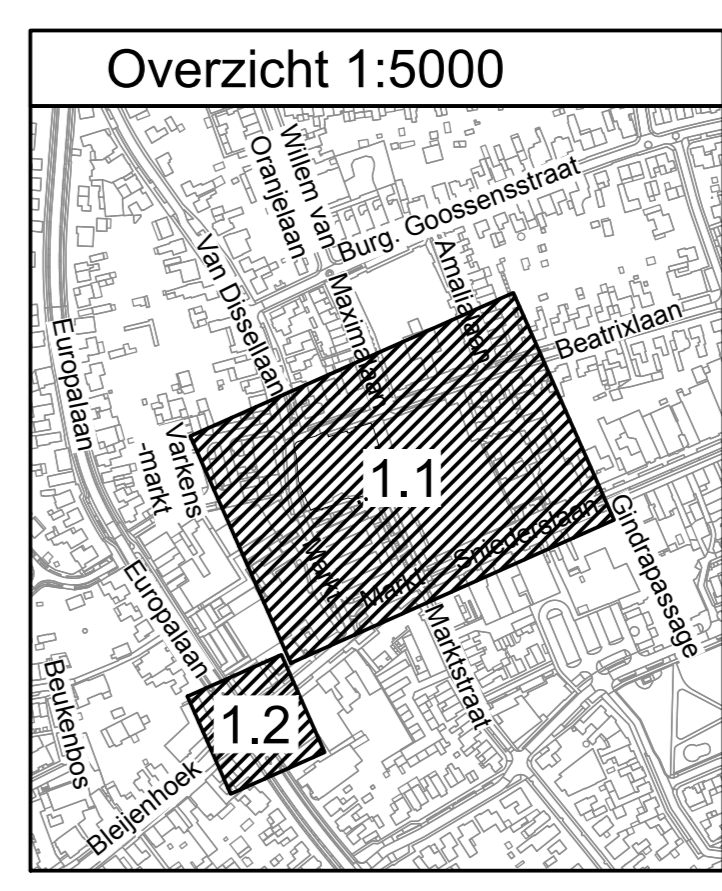 Overzicht 1:5000
Willem van
Oranjelaan
Burg. Goossensstraat
Van Dissellaan
Maximalaan
Amalialaan
Beatrixlaan
Europalaan
Varkens
-markt
1.1
Markt
Markt
Sniederslaan
Gindrapassage
Europalaan
Marktstraat
Beukenbos
1.2
Bleijenhoek